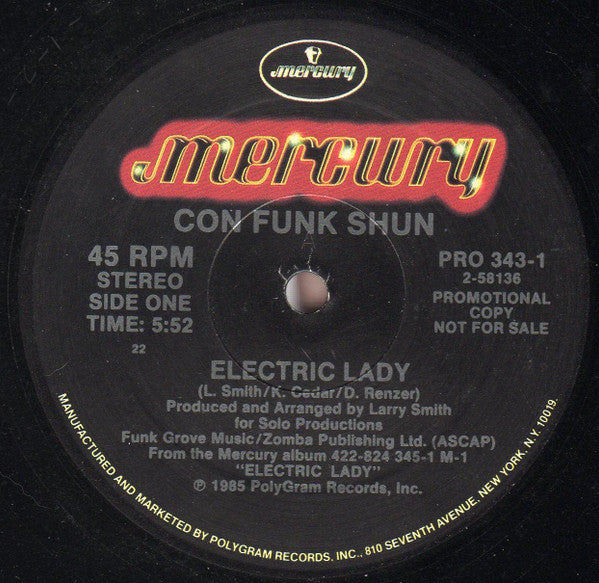 mercury
mercury
CON FUNK SHUN
45 RPM
STEREO
SIDE ONE
TIME: 5:52
22
PRO 343-1
2-58136
PROMOTIONAL
COPY
NOT FOR SALE
ELECTRIC LADY
(L. Smith/K. Cedar/D. Renzer)
Produced and Arranged by Larry Smith
for Solo Productions
Funk Grove Music/Zomba Publishing Ltd. (ASCAP)
From the Mercury album 422-824 345-1 M-1
"ELECTRIC LADY"
℗ 1985 PolyGram Records, Inc.
MANUFACTURED AND MARKETED BY POLYGRAM RECORDS, INC., 810 SEVENTH AVENUE, NEW YORK, N.Y. 10019.